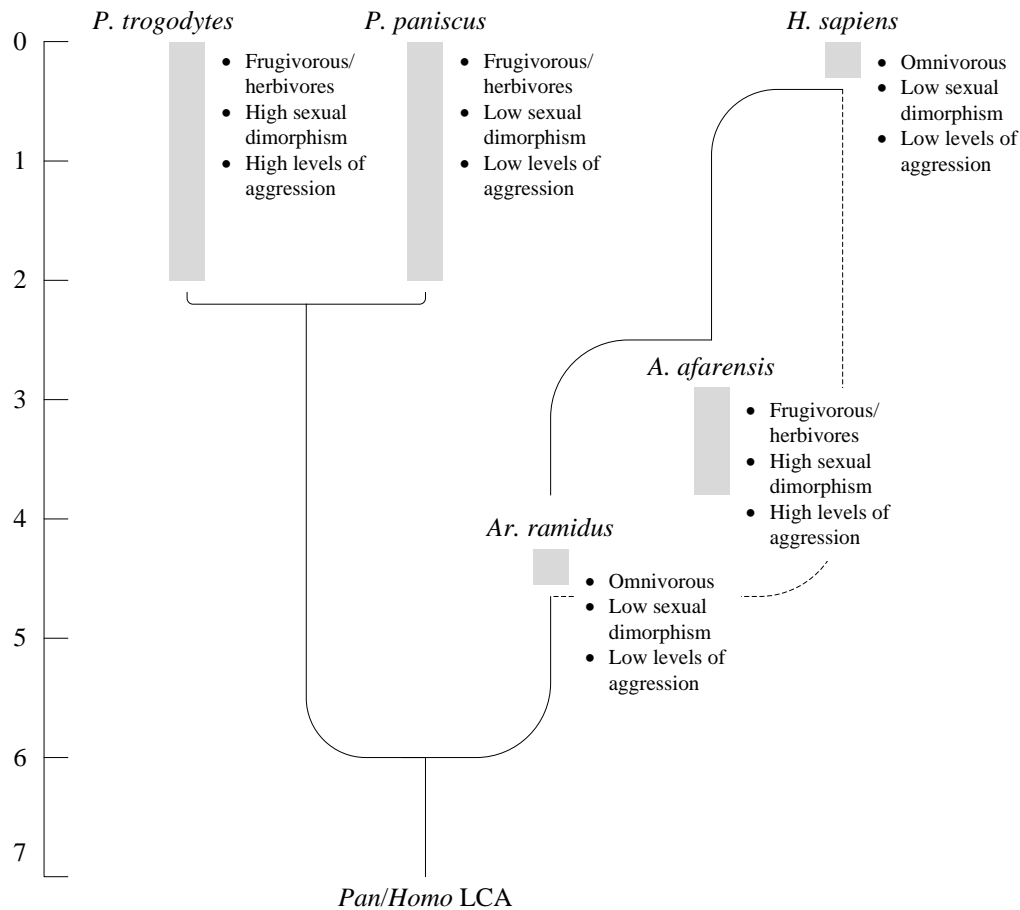 P. trogodytes
P. paniscus
H. sapiens
0
1
2
3
4
5
6
7
• Frugivorous/
herbivores
• High sexual
dimorphism
• High levels of
aggression
• Frugivorous/
herbivores
• Low sexual
dimorphism
• Low levels of
aggression
• Omnivorous
• Low sexual
dimorphism
• Low levels of
aggression
A. afarensis
• Frugivorous/
herbivores
• High sexual
dimorphism
• High levels of
aggression
Ar. ramidus
• Omnivorous
• Low sexual
dimorphism
• Low levels of
aggression
Pan/Homo LCA